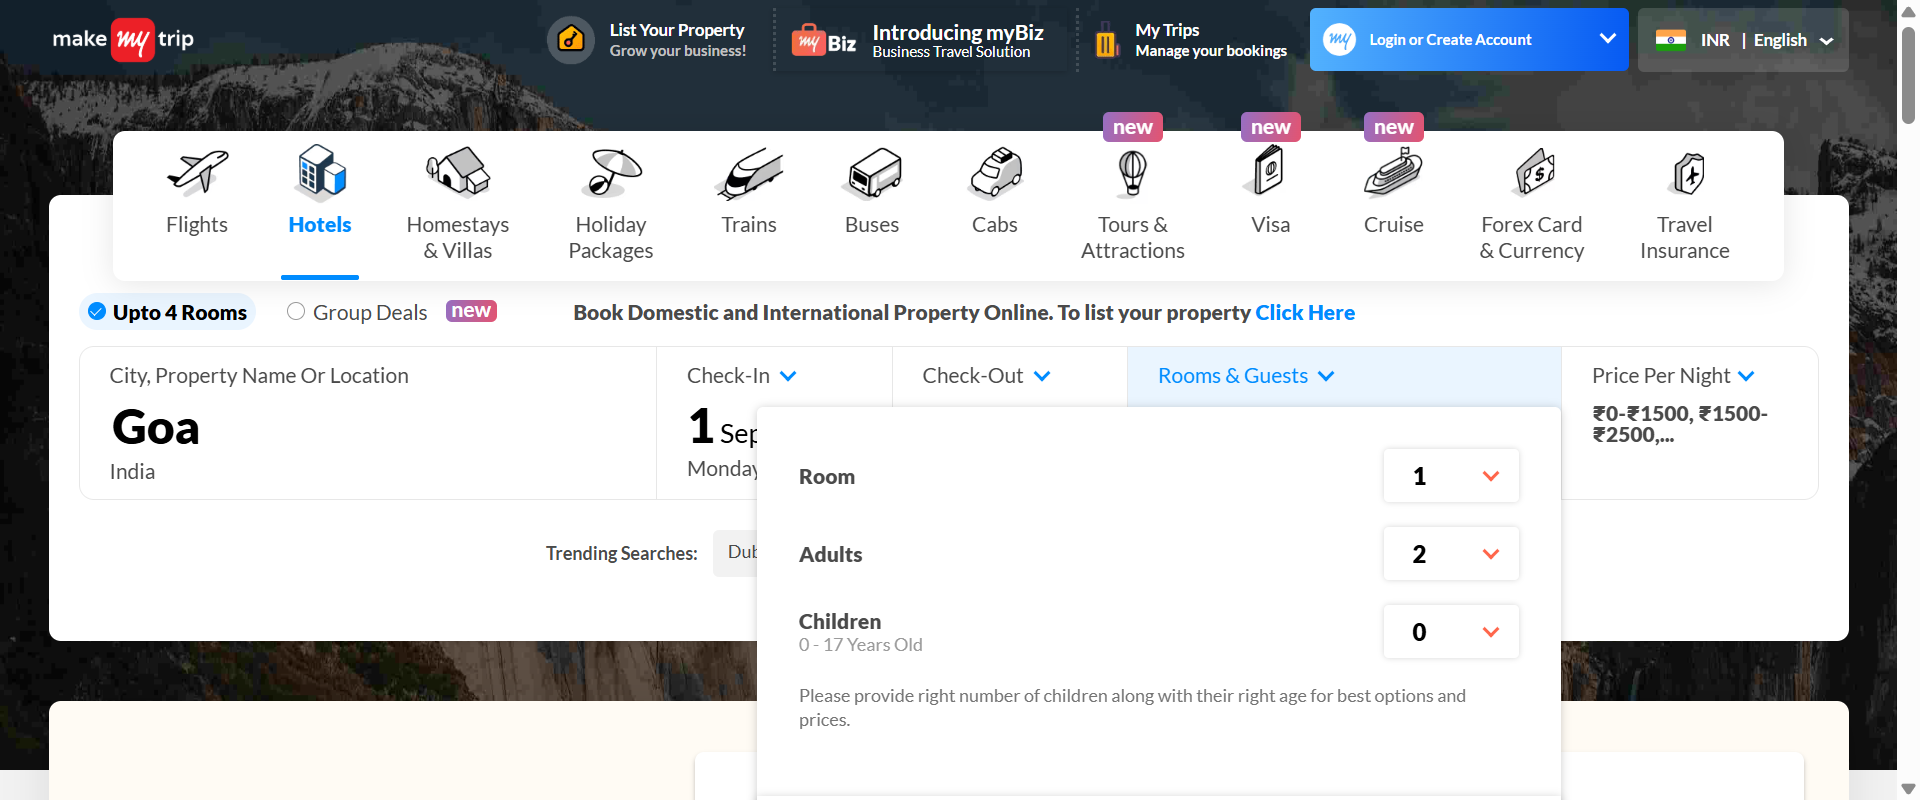 make my trip
List Your Property
Grow your business!
my Biz
Introducing myBiz
Business Travel Solution
My Trips
Manage your bookings
my
Login or Create Account
INR | English
new
new
new
Flights
Hotels
Homestays
& Villas
Holiday
Packages
Trains
Buses
Cabs
Tours &
Attractions
Visa
Cruise
Forex Card
& Currency
Travel
Insurance
Upto 4 Rooms
Group Deals
new
Book Domestic and International Property Online. To list your property Click Here
City, Property Name Or Location
Goa
India
Check-In
1 Sep
Monday
Check-Out
Rooms & Guests
Price Per Night
₹0-₹1500, ₹1500-
₹2500,...
Room
1
Adults
2
Children
0 - 17 Years Old
0
Please provide right number of children along with their right age for best options and
prices.
Trending Searches: